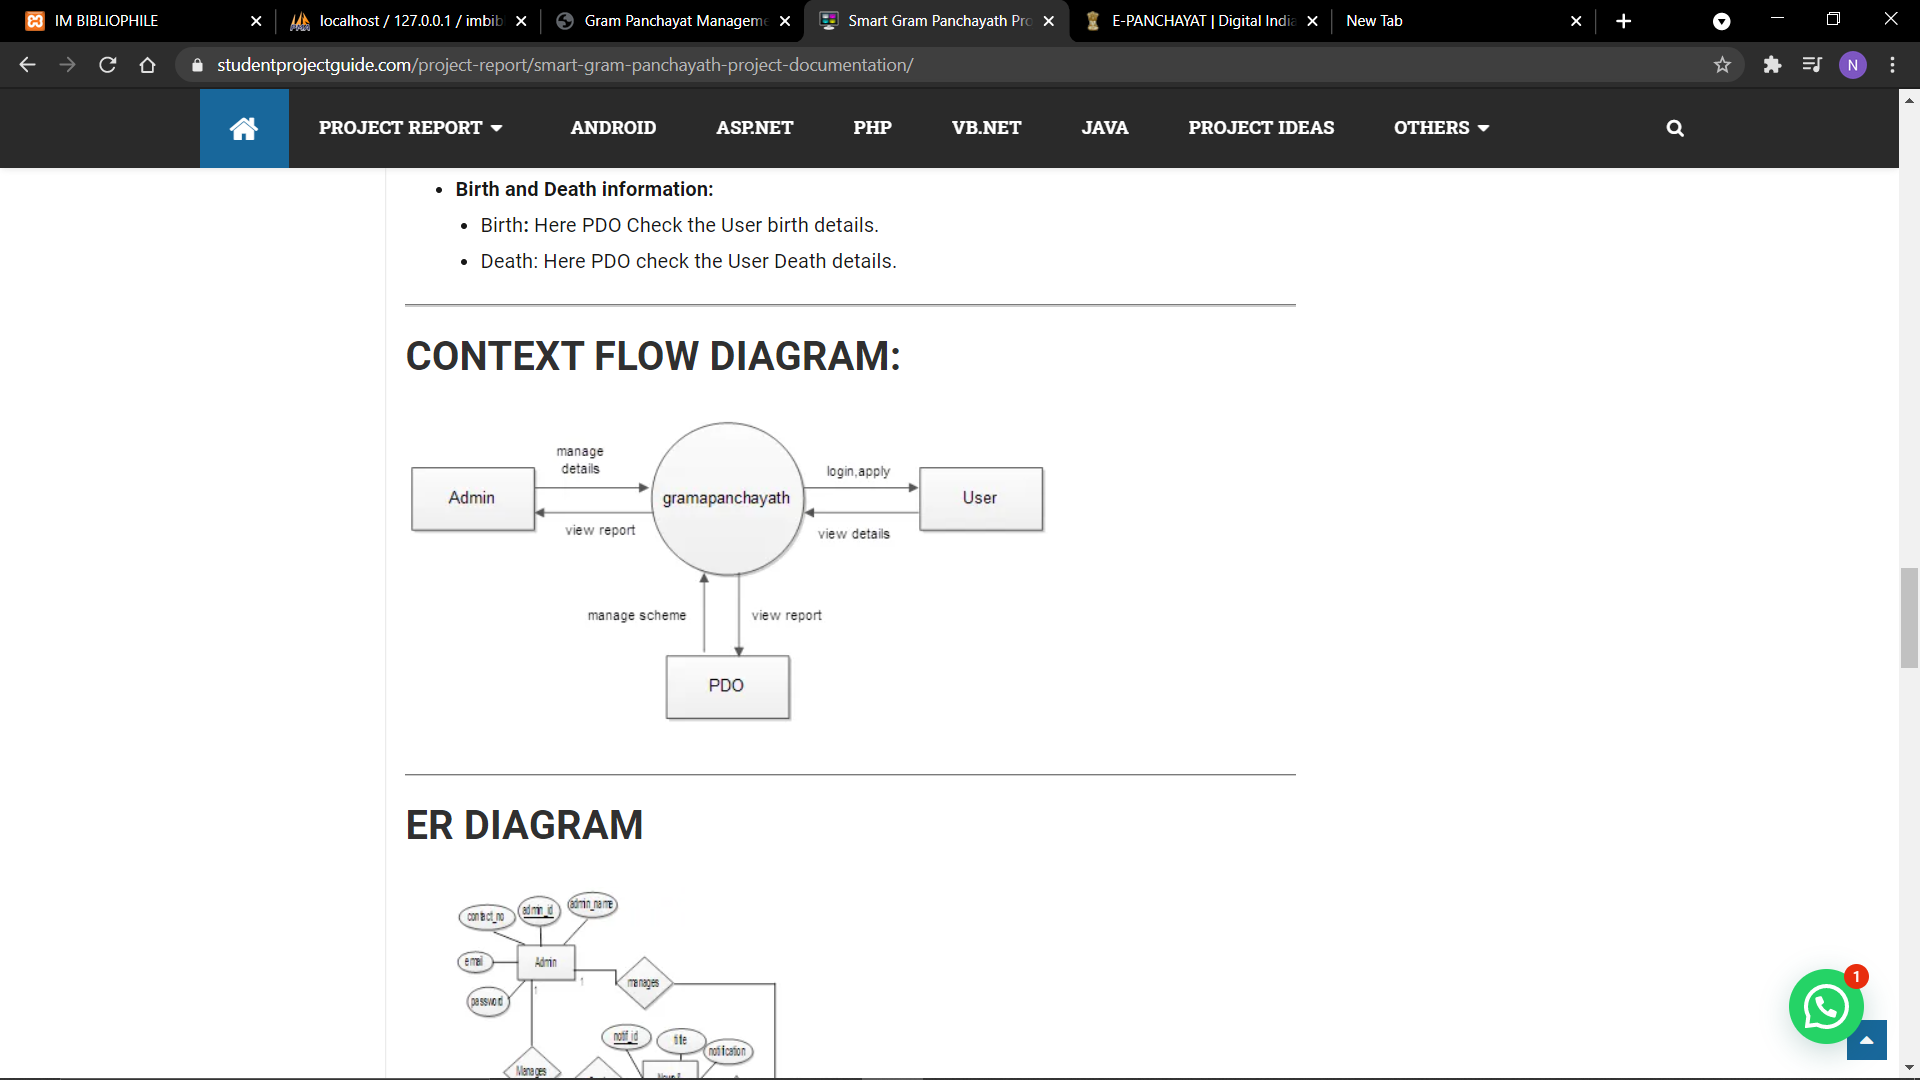 IM BIBLIOPHILE
localhost / 127.0.0.1 / imbib
Gram Panchayat Manageme
Smart Gram Panchayath Pro
E-PANCHAYAT | Digital India
New Tab
studentprojectguide.com/project-report/smart-gram-panchayath-project-documentation/
N
PROJECT REPORT
ANDROID
ASP.NET
PHP
VB.NET
JAVA
PROJECT IDEAS
OTHERS
Birth and Death information:
Birth: Here PDO Check the User birth details.
Death: Here PDO check the User Death details.
CONTEXT FLOW DIAGRAM:
manage
details
login,apply
Admin
gramapanchayath
User
view report
view details
manage scheme
view report
PDO
ER DIAGRAM
contact_no
admin_id
admin_name
email
Admin
password
1
1
manages
notif_id
title
notification
Manages
1